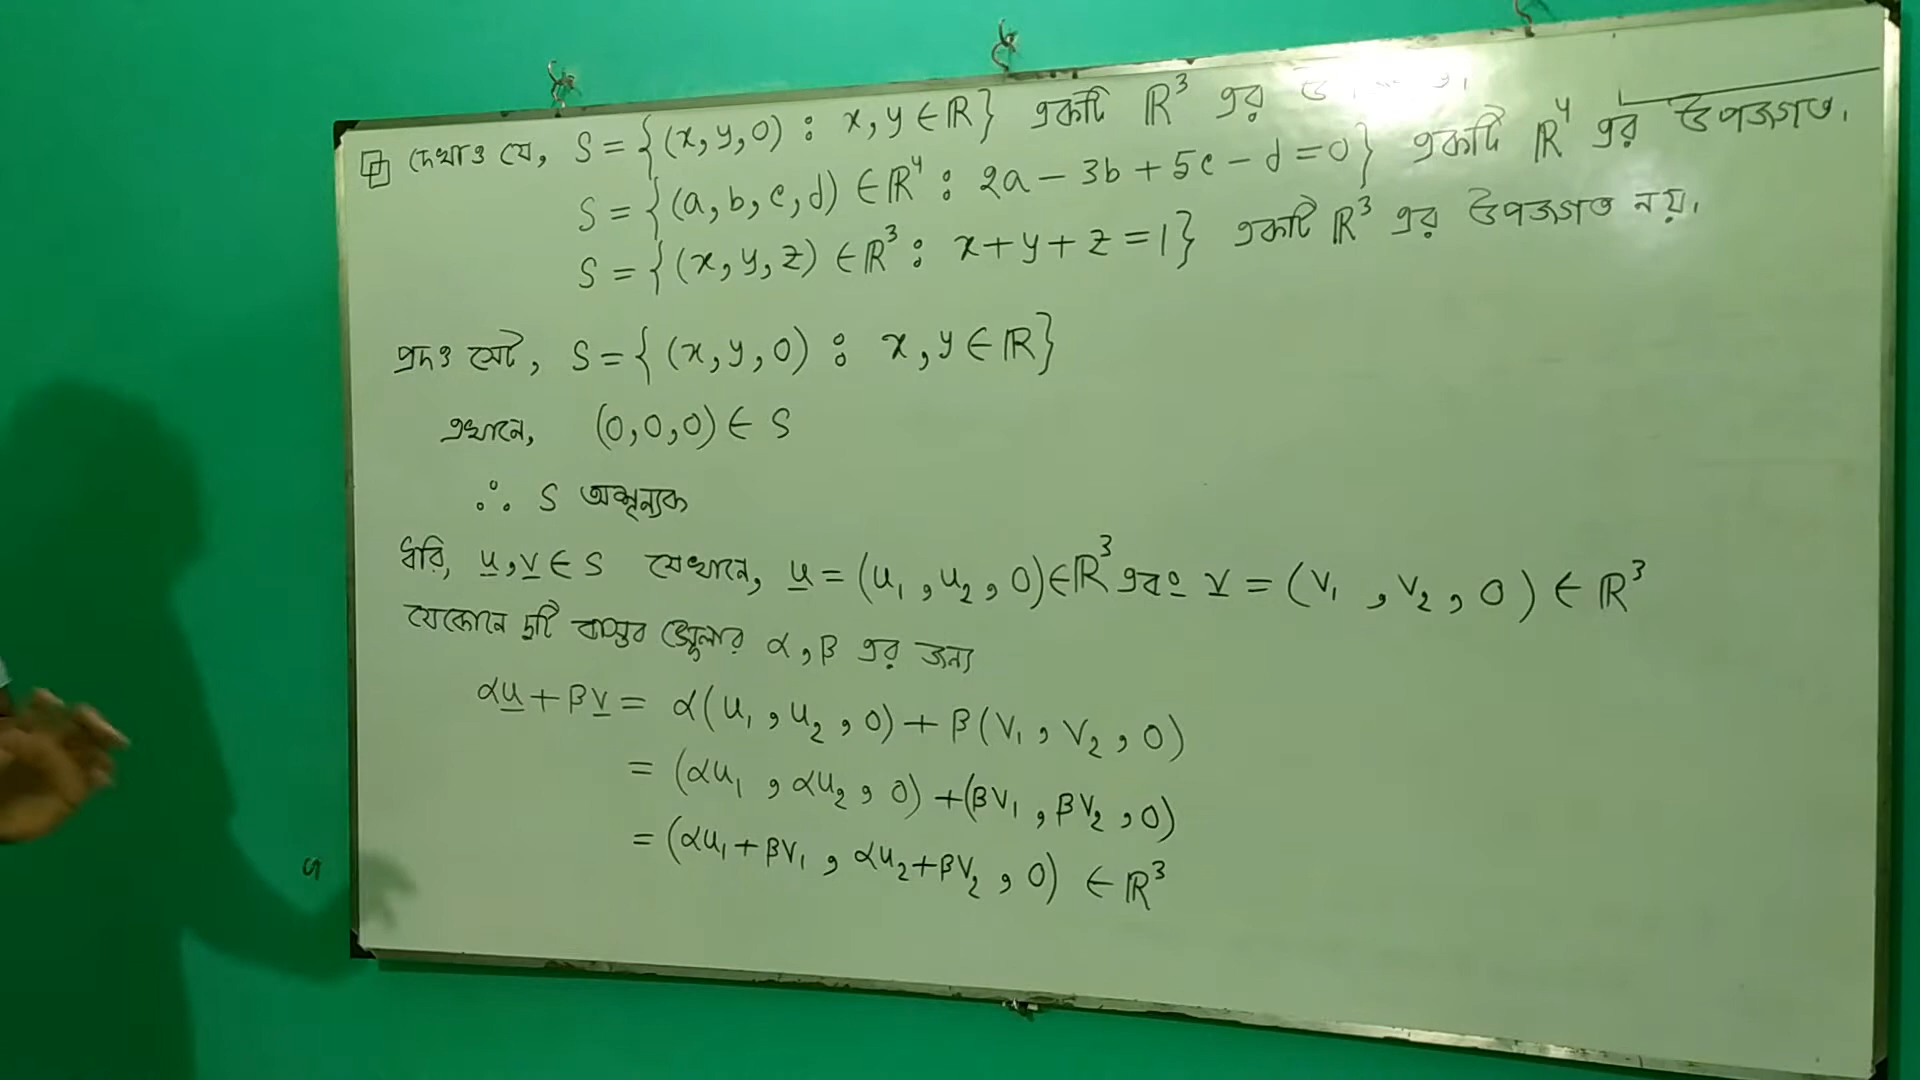 দেখাও যে, S = {(x, y, 0) : x, y ∈ ℝ} একটি ℝ³ এর
S = {(a, b, c, d) ∈ ℝ⁴ : 2a − 3b + 5c − d = 0} একটি ℝ⁴ এর উপজগত।
S = {(x, y, z) ∈ ℝ³ : x + y + z = 1} একটি ℝ³ এর উপজগত নয়।
প্রদত্ত সেট, S = {(x, y, 0) : x, y ∈ ℝ}
এখানে, (0, 0, 0) ∈ S
∴ S অশূন্যক
ধরি, u̲, v̲ ∈ S যেখানে, u̲ = (u₁, u₂, 0) ∈ ℝ³ এবং v̲ = (v₁, v₂, 0) ∈ ℝ³
যেকোনে দুটি বাস্তব স্কেলার α, β এর জন্য
αu̲ + βv̲ = α(u₁, u₂, 0) + β(v₁, v₂, 0)
= (αu₁, αu₂, 0) + (βv₁, βv₂, 0)
= (αu₁ + βv₁, αu₂ + βv₂, 0) ∈ ℝ³